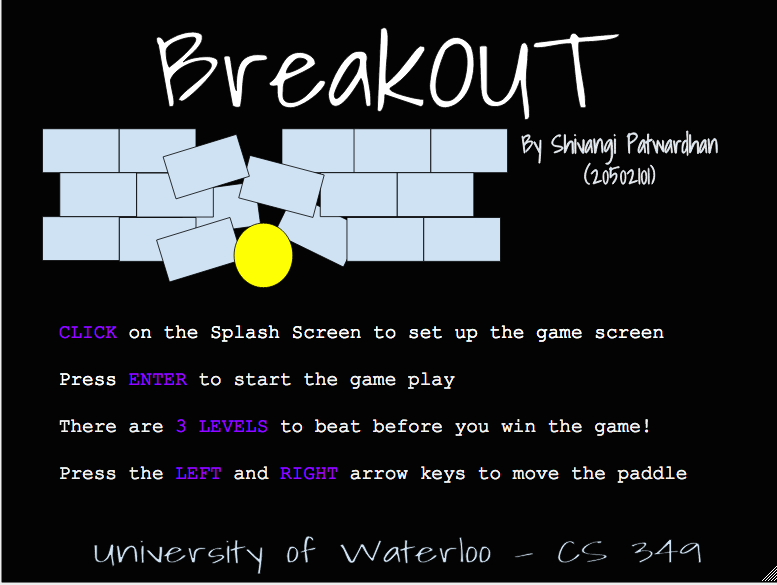 BreakOUT
By Shivangi Patwardhan
(20502101)
CLICK on the Splash Screen to set up the game screen
Press ENTER to start the game play
There are 3 LEVELS to beat before you win the game!
Press the LEFT and RIGHT arrow keys to move the paddle
University of Waterloo - CS 349